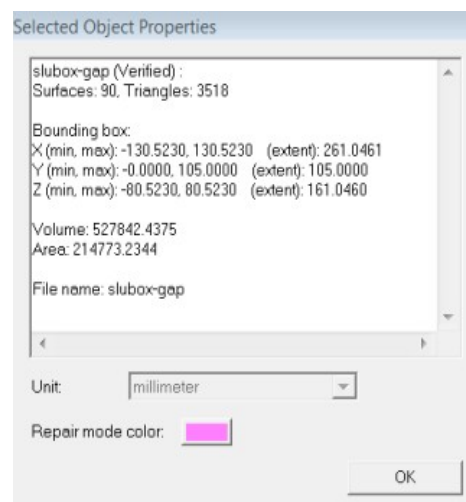 Selected Object Properties
slubox-gap (Verified) :
Surfaces: 90, Triangles: 3518
Bounding box:
X (min, max): -130.5230, 130.5230 (extent): 261.0461
Y (min, max): -0.0000, 105.0000 (extent): 105.0000
Z (min, max): -80.5230, 80.5230 (extent): 161.0460
Volume: 527842.4375
Area: 214773.2344
File name: slubox-gap
Unit: millimeter
Repair mode color:
OK